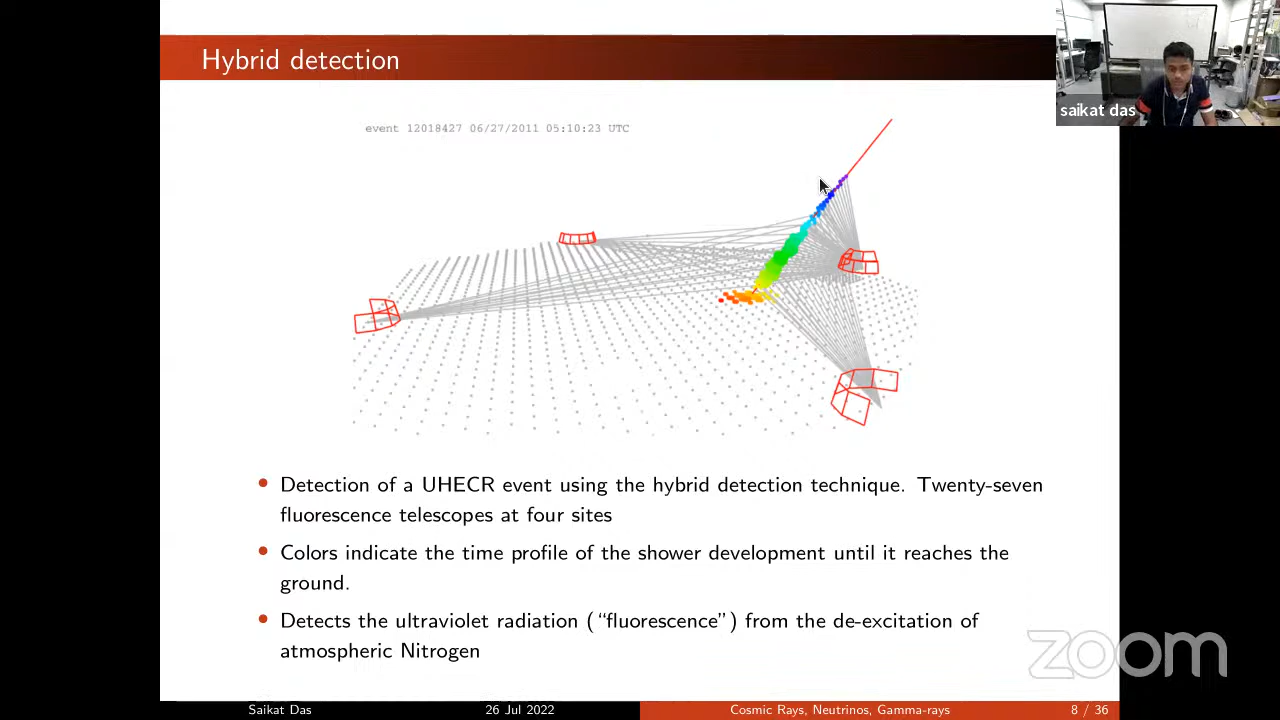 Hybrid detection
saikat das
event 12018427 06/27/2011 05:10:23 UTC
• Detection of a UHECR event using the hybrid detection technique. Twenty-seven
fluorescence telescopes at four sites
• Colors indicate the time profile of the shower development until it reaches the
ground.
• Detects the ultraviolet radiation (“fluorescence”) from the de-excitation of
atmospheric Nitrogen
zoom
Saikat Das 26 Jul 2022 Cosmic Rays, Neutrinos, Gamma-rays 8 / 36